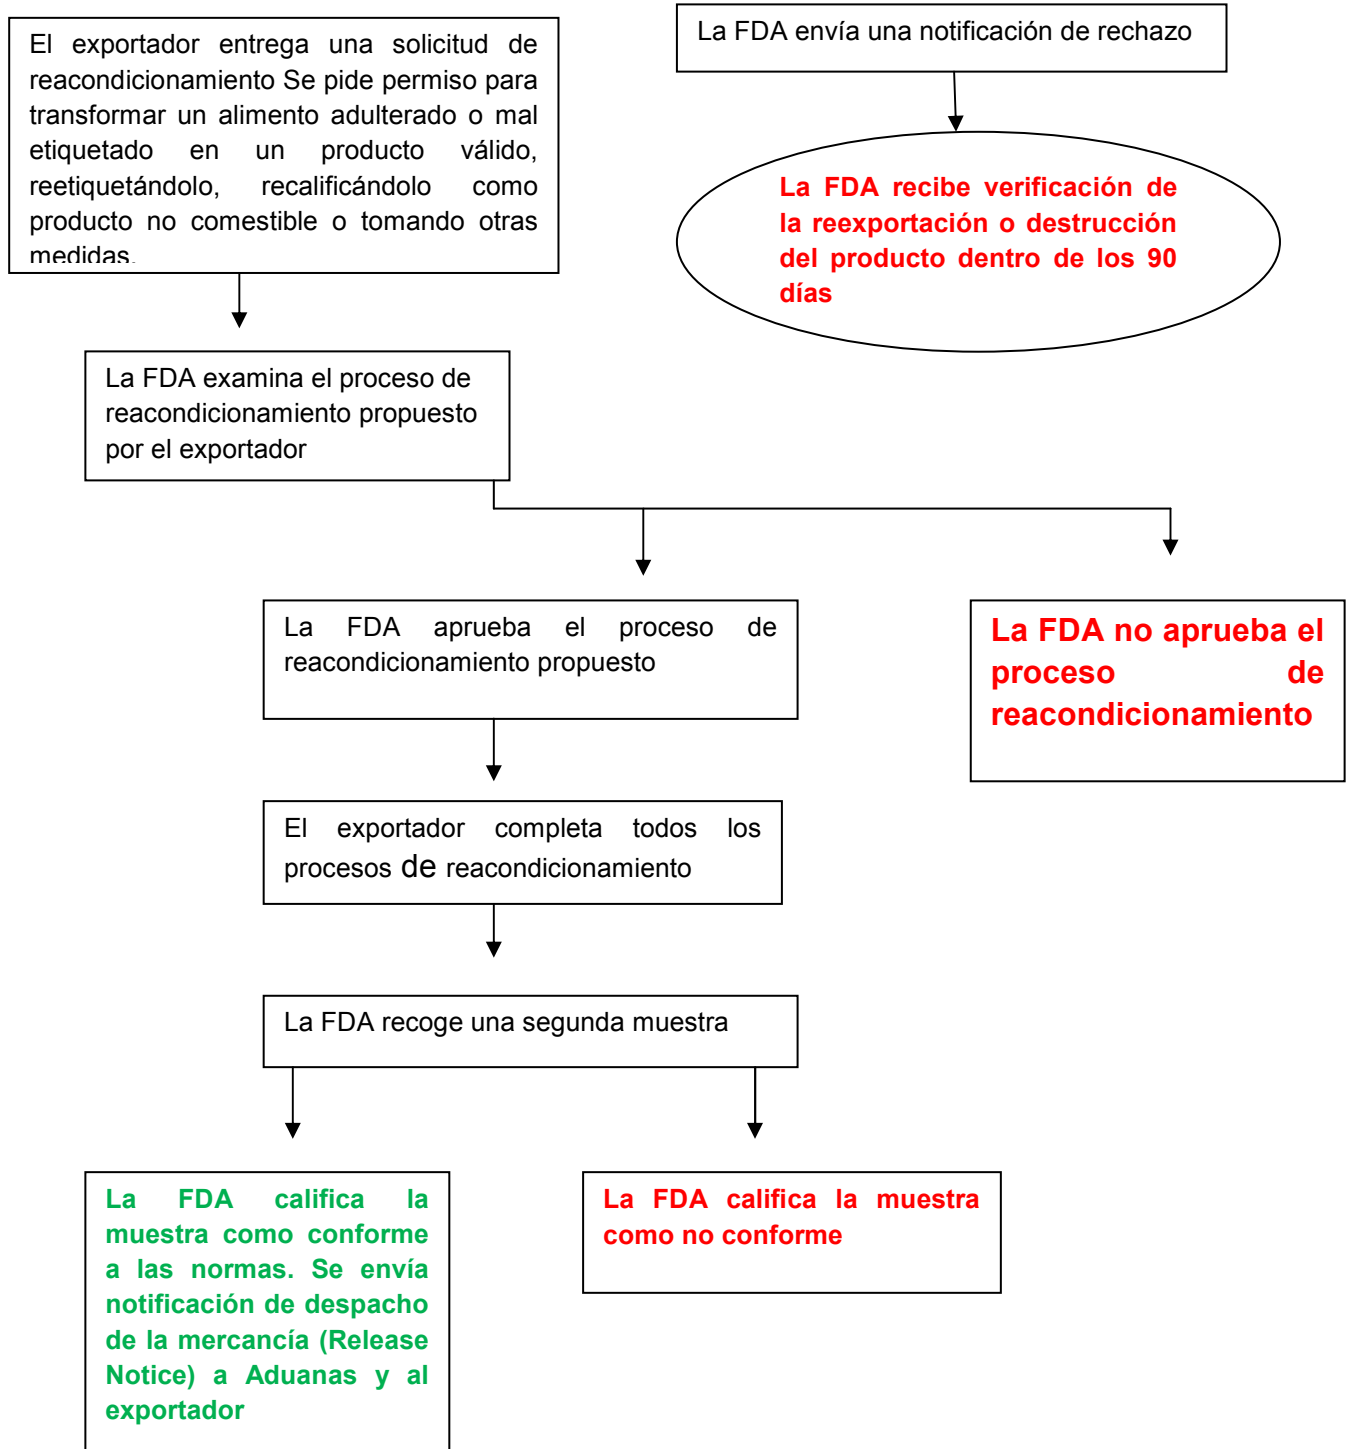 El exportador entrega una solicitud de
reacondicionamiento Se pide permiso para
transformar un alimento adulterado o mal
etiquetado en un producto válido,
reetiquetándolo, recalificándolo como
producto no comestible o tomando otras
medidas.
La FDA envía una notificación de rechazo
La FDA recibe verificación de
la reexportación o destrucción
del producto dentro de los 90
días
La FDA examina el proceso de
reacondicionamiento propuesto
por el exportador
La FDA aprueba el proceso de
reacondicionamiento propuesto
La FDA no aprueba el
proceso de
reacondicionamiento
El exportador completa todos los
procesos de reacondicionamiento
La FDA recoge una segunda muestra
La FDA califica la
muestra como conforme
a las normas. Se envía
notificación de despacho
de la mercancía (Release
Notice) a Aduanas y al
exportador
La FDA califica la muestra
como no conforme